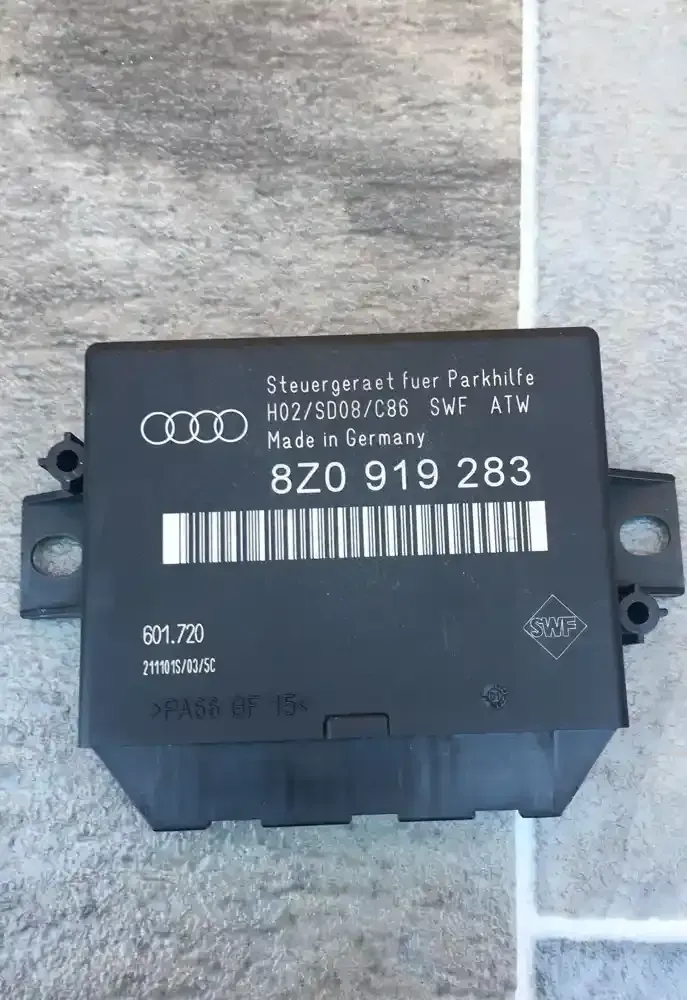 Steuergeraet fuer Parkhilfe
H02/SD08/C86 SWF ATW
Made in Germany
8Z0 919 283
601.720
211101S/03/5C
SWF
>PA66 GF 15<